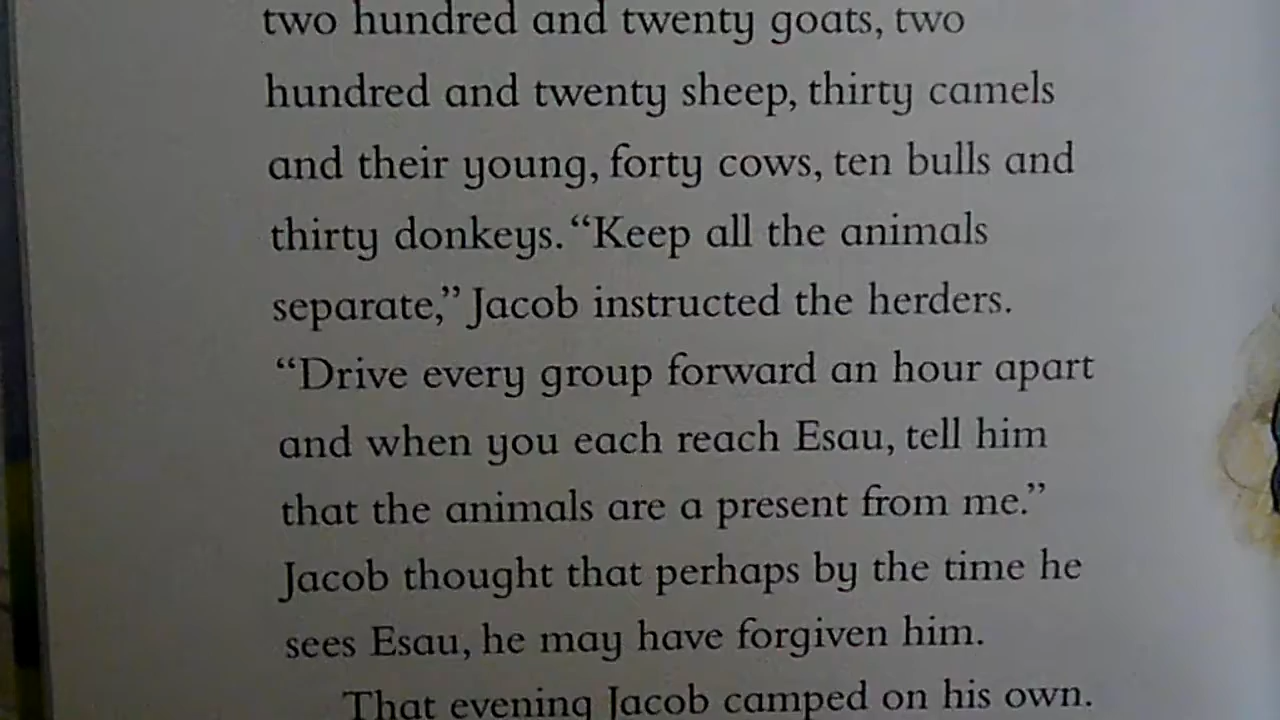 two hundred and twenty goats, two
hundred and twenty sheep, thirty camels
and their young, forty cows, ten bulls and
thirty donkeys. “Keep all the animals
separate,” Jacob instructed the herders.
“Drive every group forward an hour apart
and when you each reach Esau, tell him
that the animals are a present from me.”
Jacob thought that perhaps by the time he
sees Esau, he may have forgiven him.
That evening Jacob camped on his own.